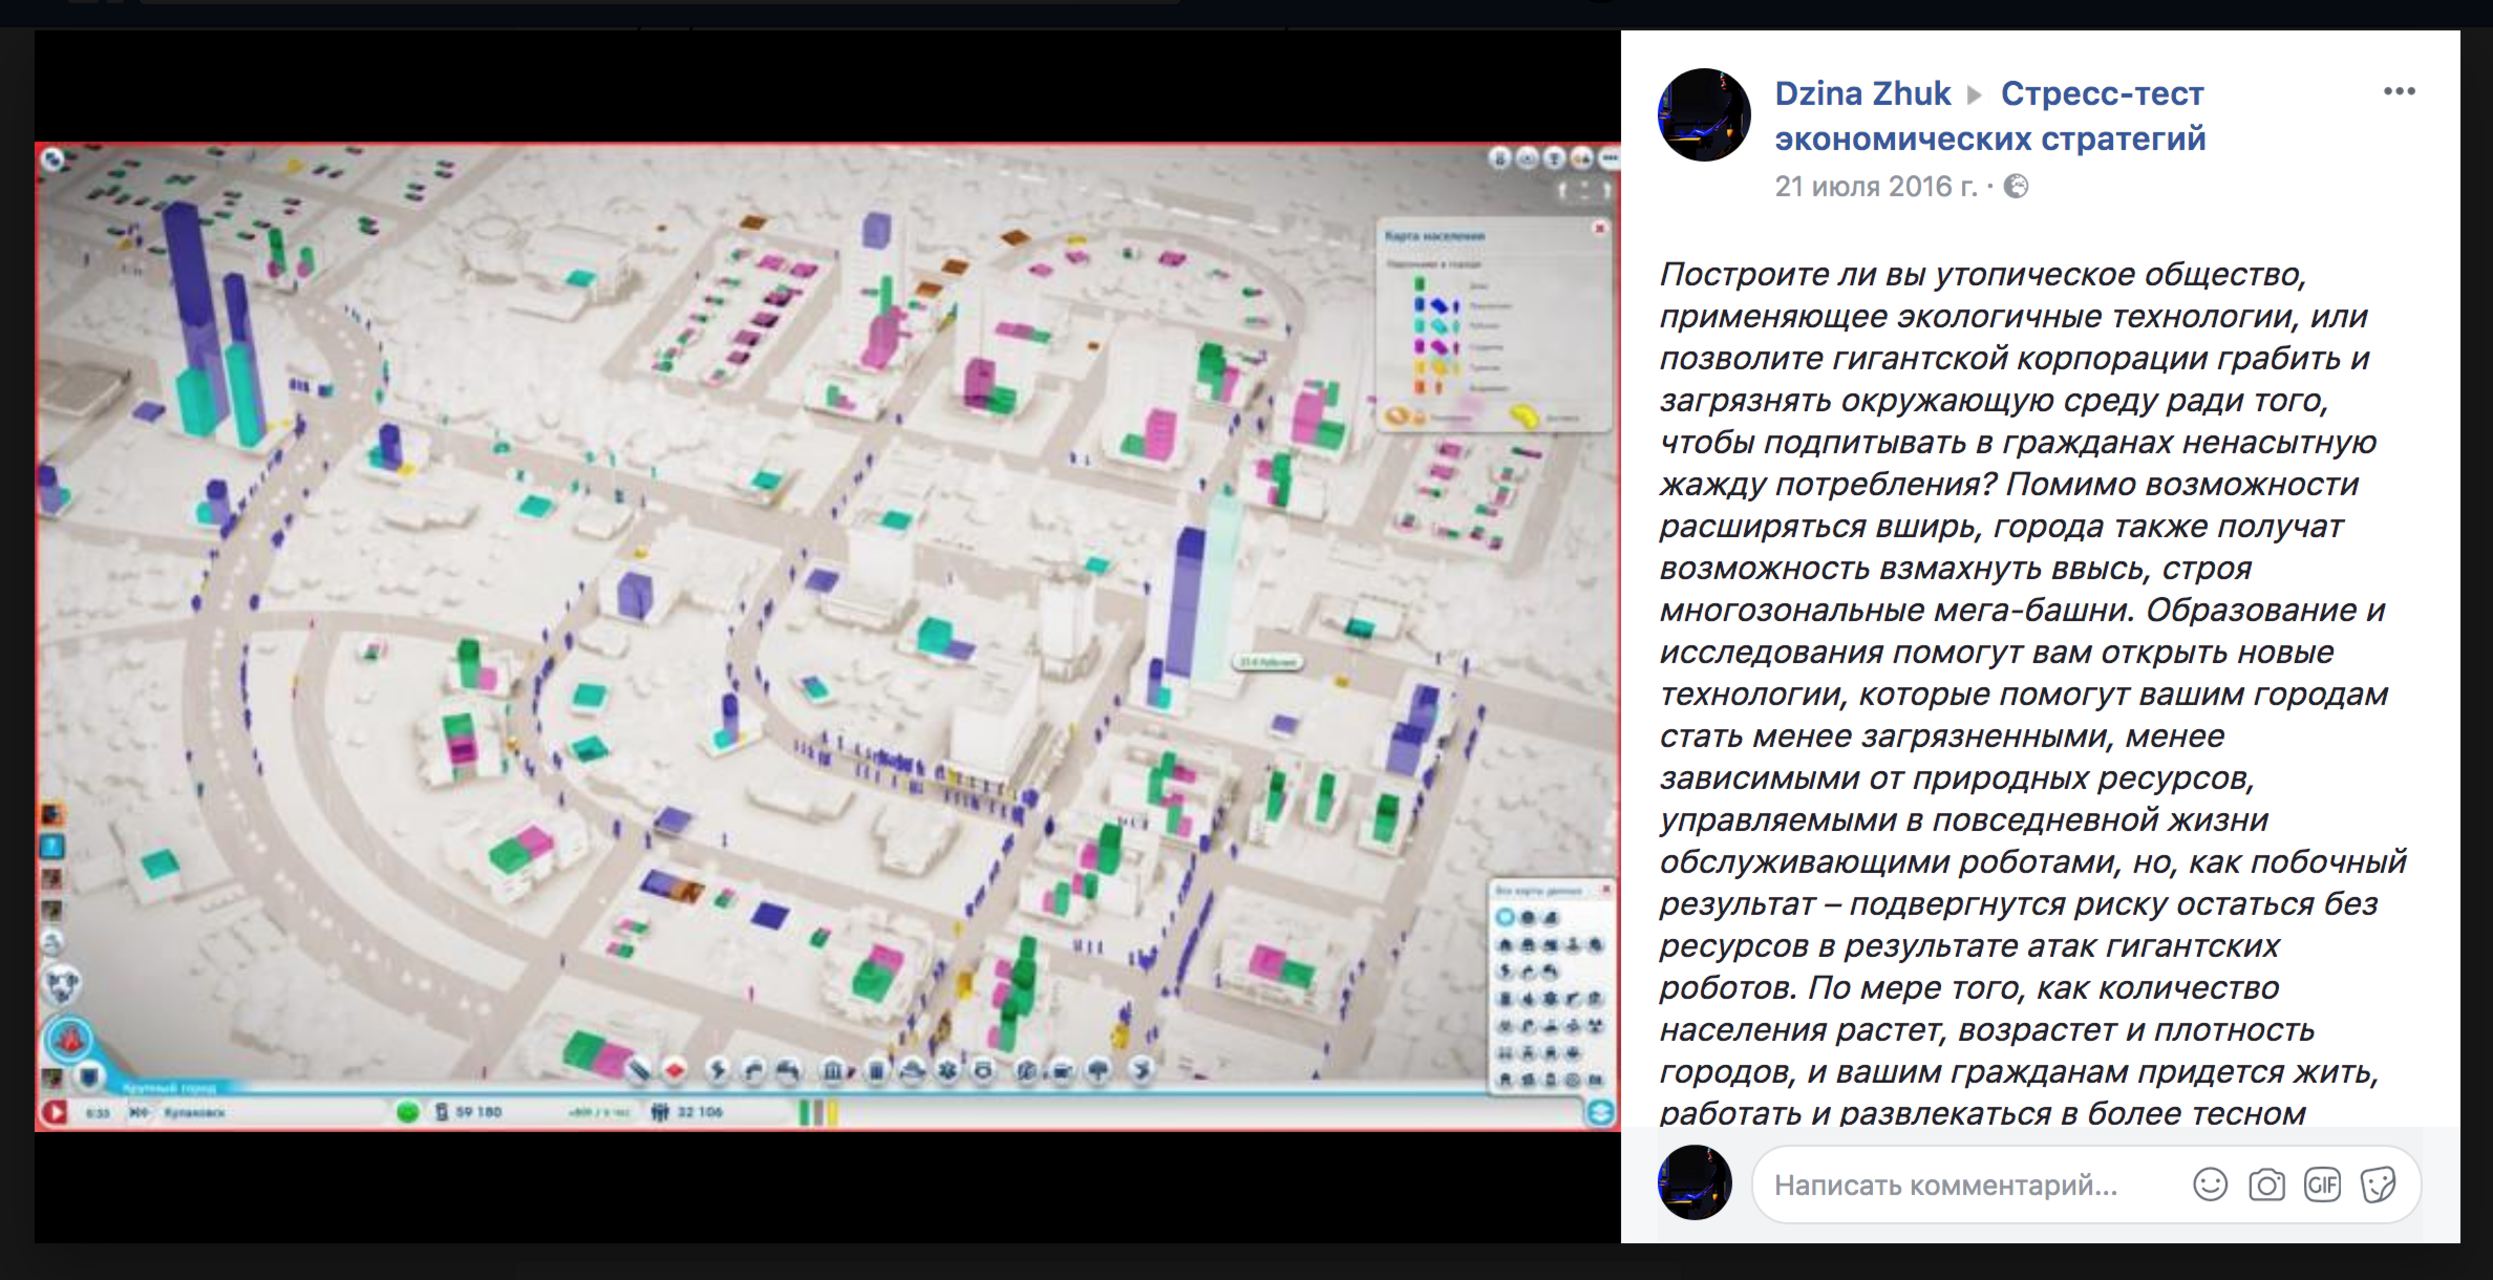 Dzina Zhuk ▸ Стресс-тест
экономических стратегий
21 июля 2016 г. ·
Построите ли вы утопическое общество,
применяющее экологичные технологии, или
позволите гигантской корпорации грабить и
загрязнять окружающую среду ради того,
чтобы подпитывать в гражданах ненасытную
жажду потребления? Помимо возможности
расширяться вширь, города также получат
возможность взмахнуть ввысь, строя
многозональные мега-башни. Образование и
исследования помогут вам открыть новые
технологии, которые помогут вашим городам
стать менее загрязненными, менее
зависимыми от природных ресурсов,
управляемыми в повседневной жизни
обслуживающими роботами, но, как побочный
результат – подвергнутся риску остаться без
ресурсов в результате атак гигантских
роботов. По мере того, как количество
населения растет, возрастет и плотность
городов, и вашим гражданам придется жить,
работать и развлекаться в более тесном
Написать комментарий...
GIF
Карта населения
Все карты данных
Крупный город
59 180
32 106